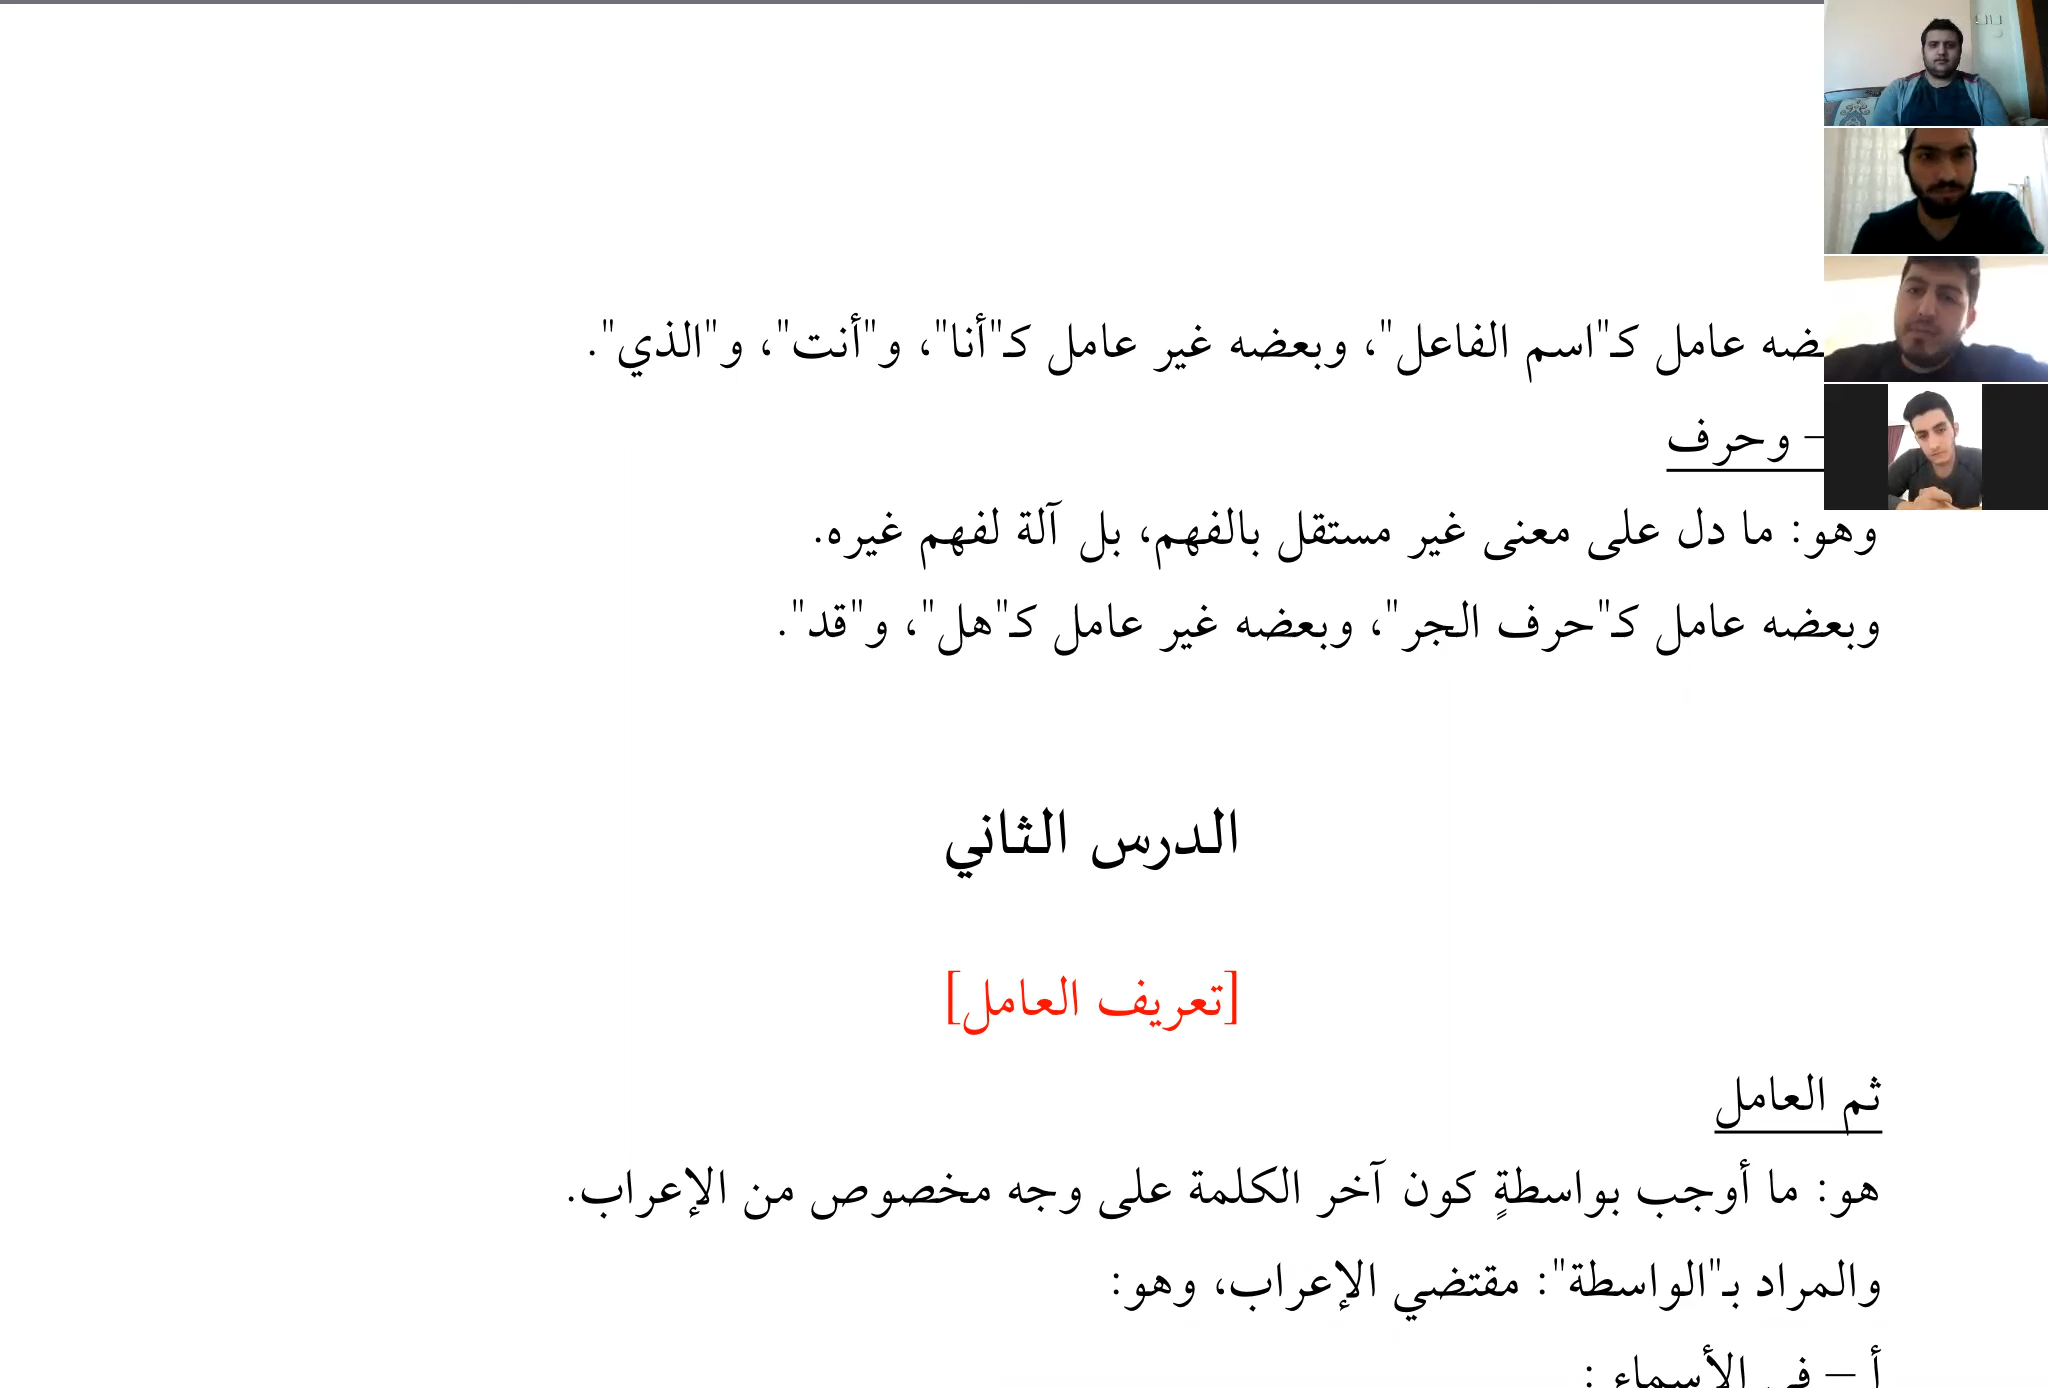 عامل كـ"اسم الفاعل"، وبعضه غير عامل كـ"أنا"، و"أنت"، و"الذي".
– وحرف
وهو: ما دل على معنى غير مستقل بالفهم، بل آلة لفهم غيره.
وبعضه عامل كـ"حرف الجر"، وبعضه غير عامل كـ"هل"، و"قد".
الدرس الثاني
[تعريف العامل]
ثم العامل
هو: ما أوجب بواسطةٍ كون آخر الكلمة على وجه مخصوص من الإعراب.
والمراد بـ"الواسطة": مقتضي الإعراب، وهو:
أ – في الأسماء :